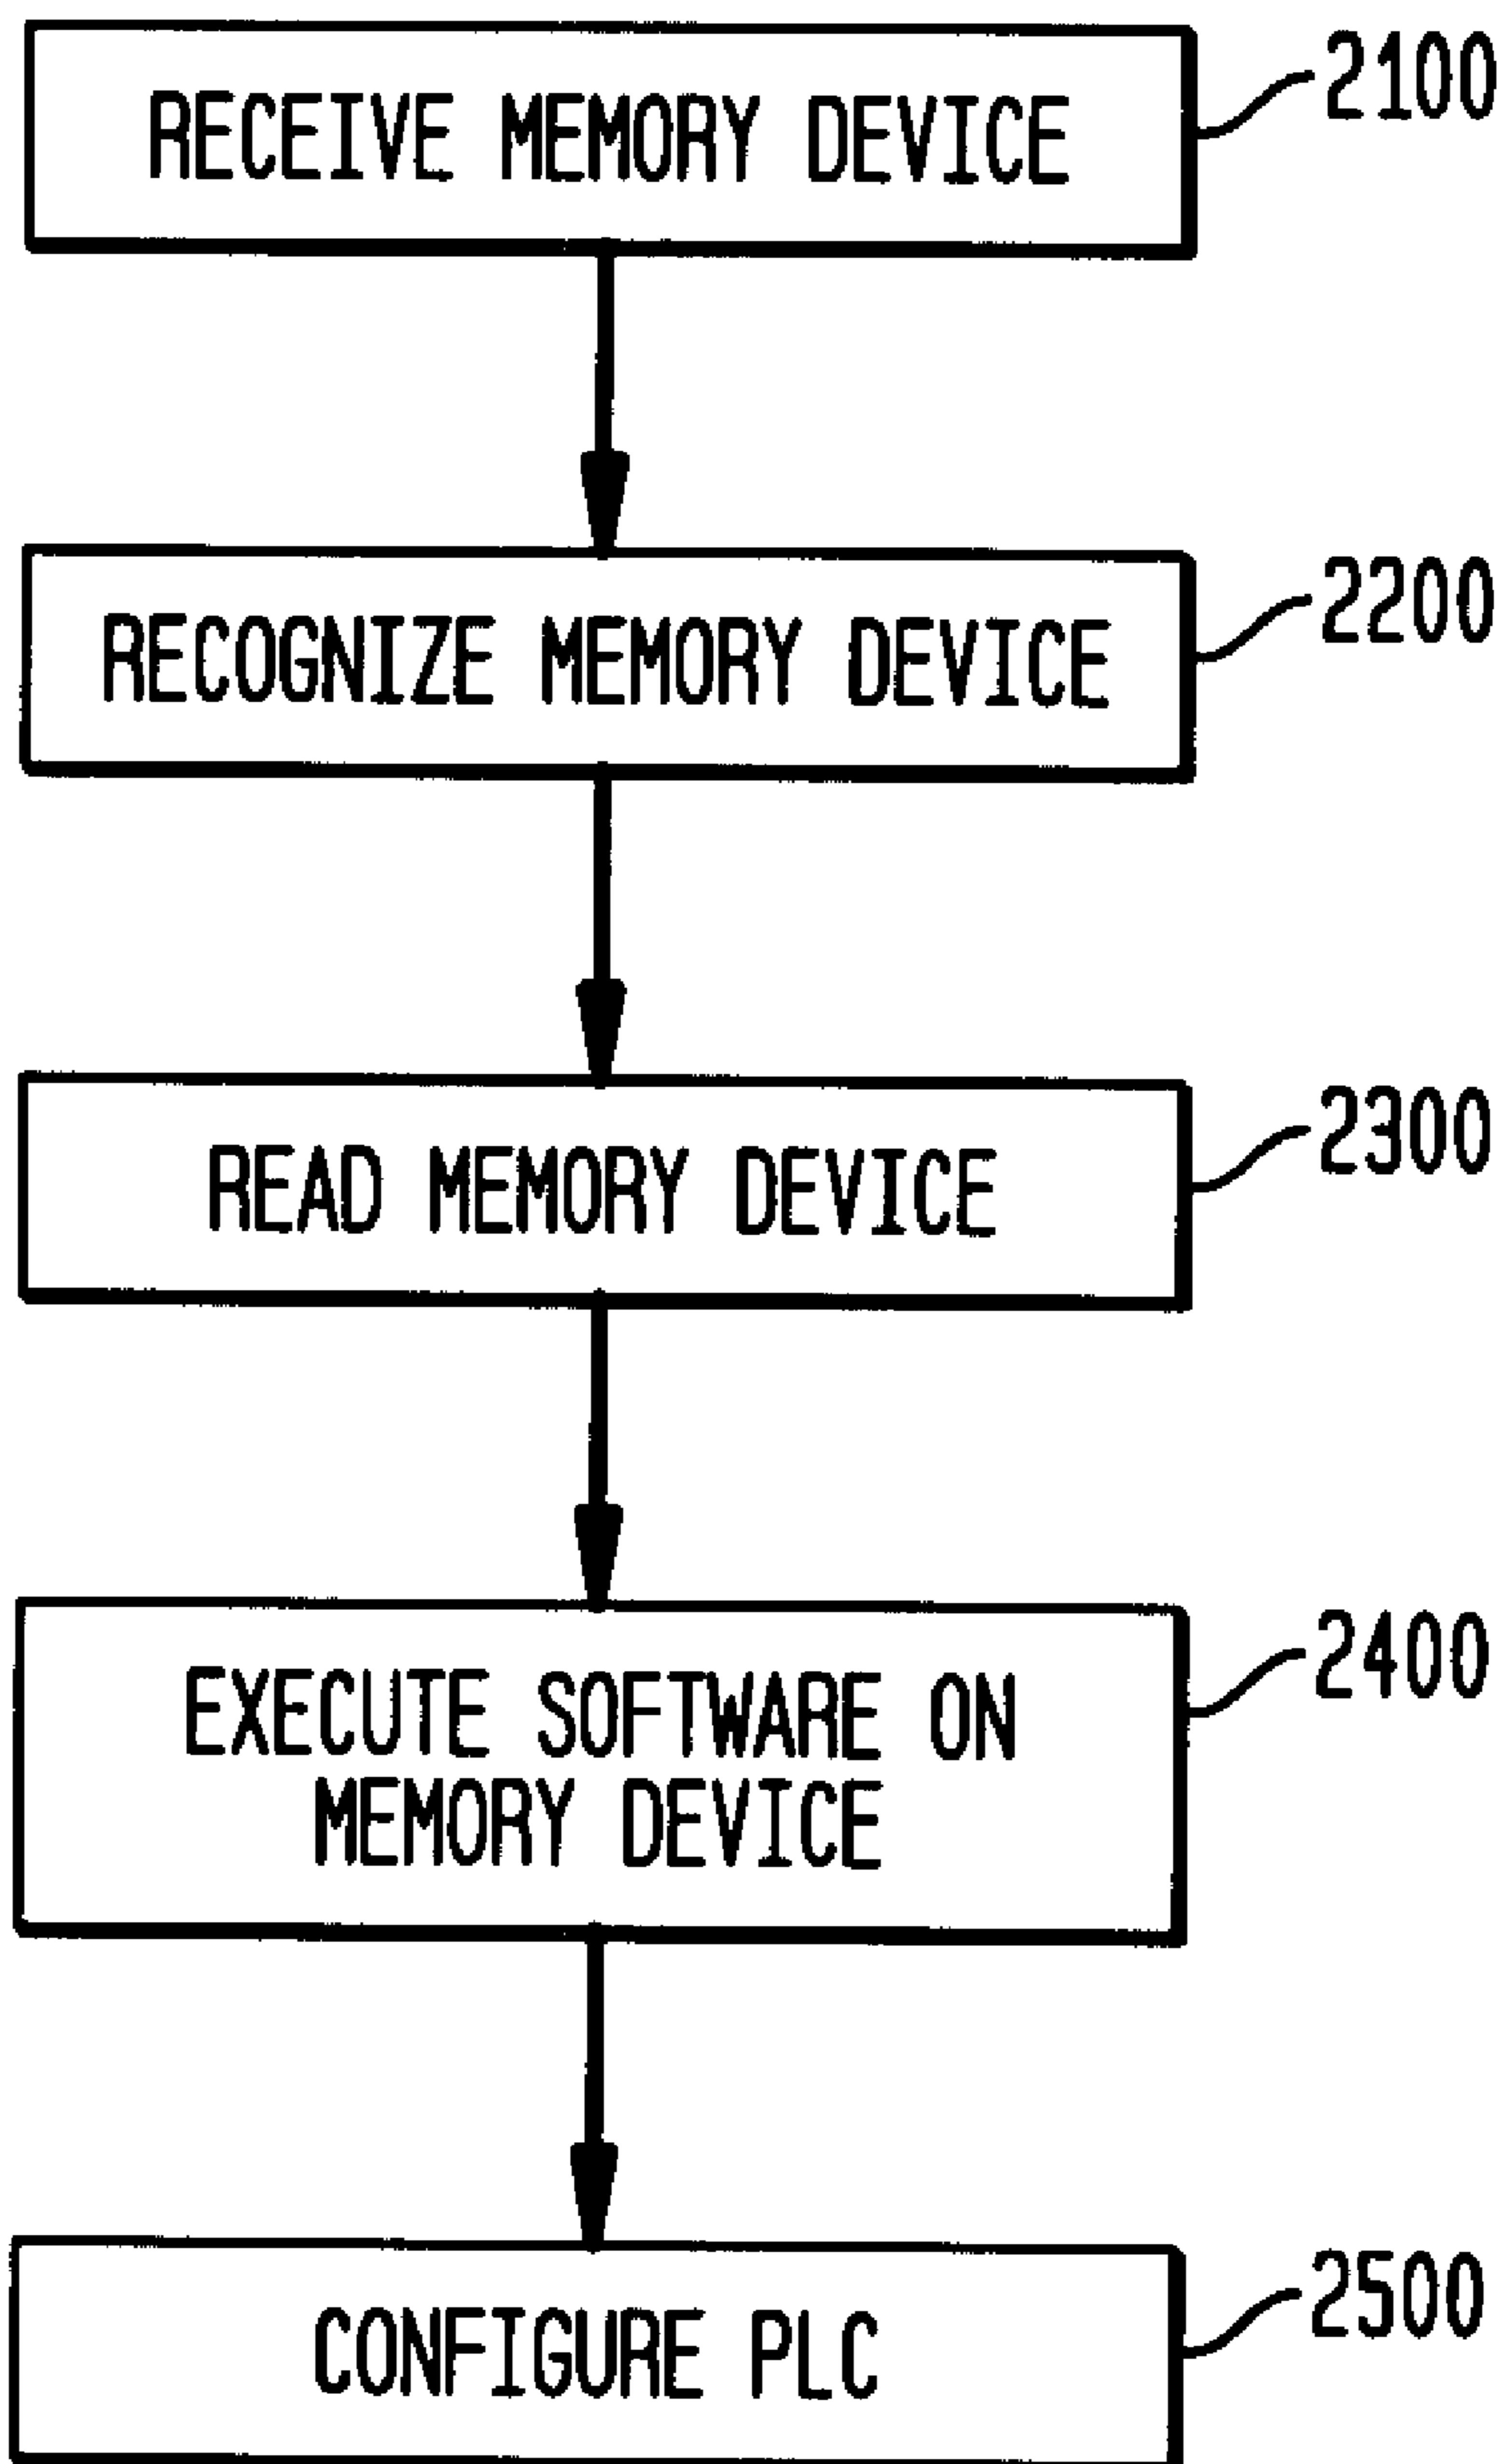 RECEIVE MEMORY DEVICE
2100
RECOGNIZE MEMORY DEVICE
2200
READ MEMORY DEVICE
2300
EXECUTE SOFTWARE ON
MEMORY DEVICE
2400
CONFIGURE PLC
2500